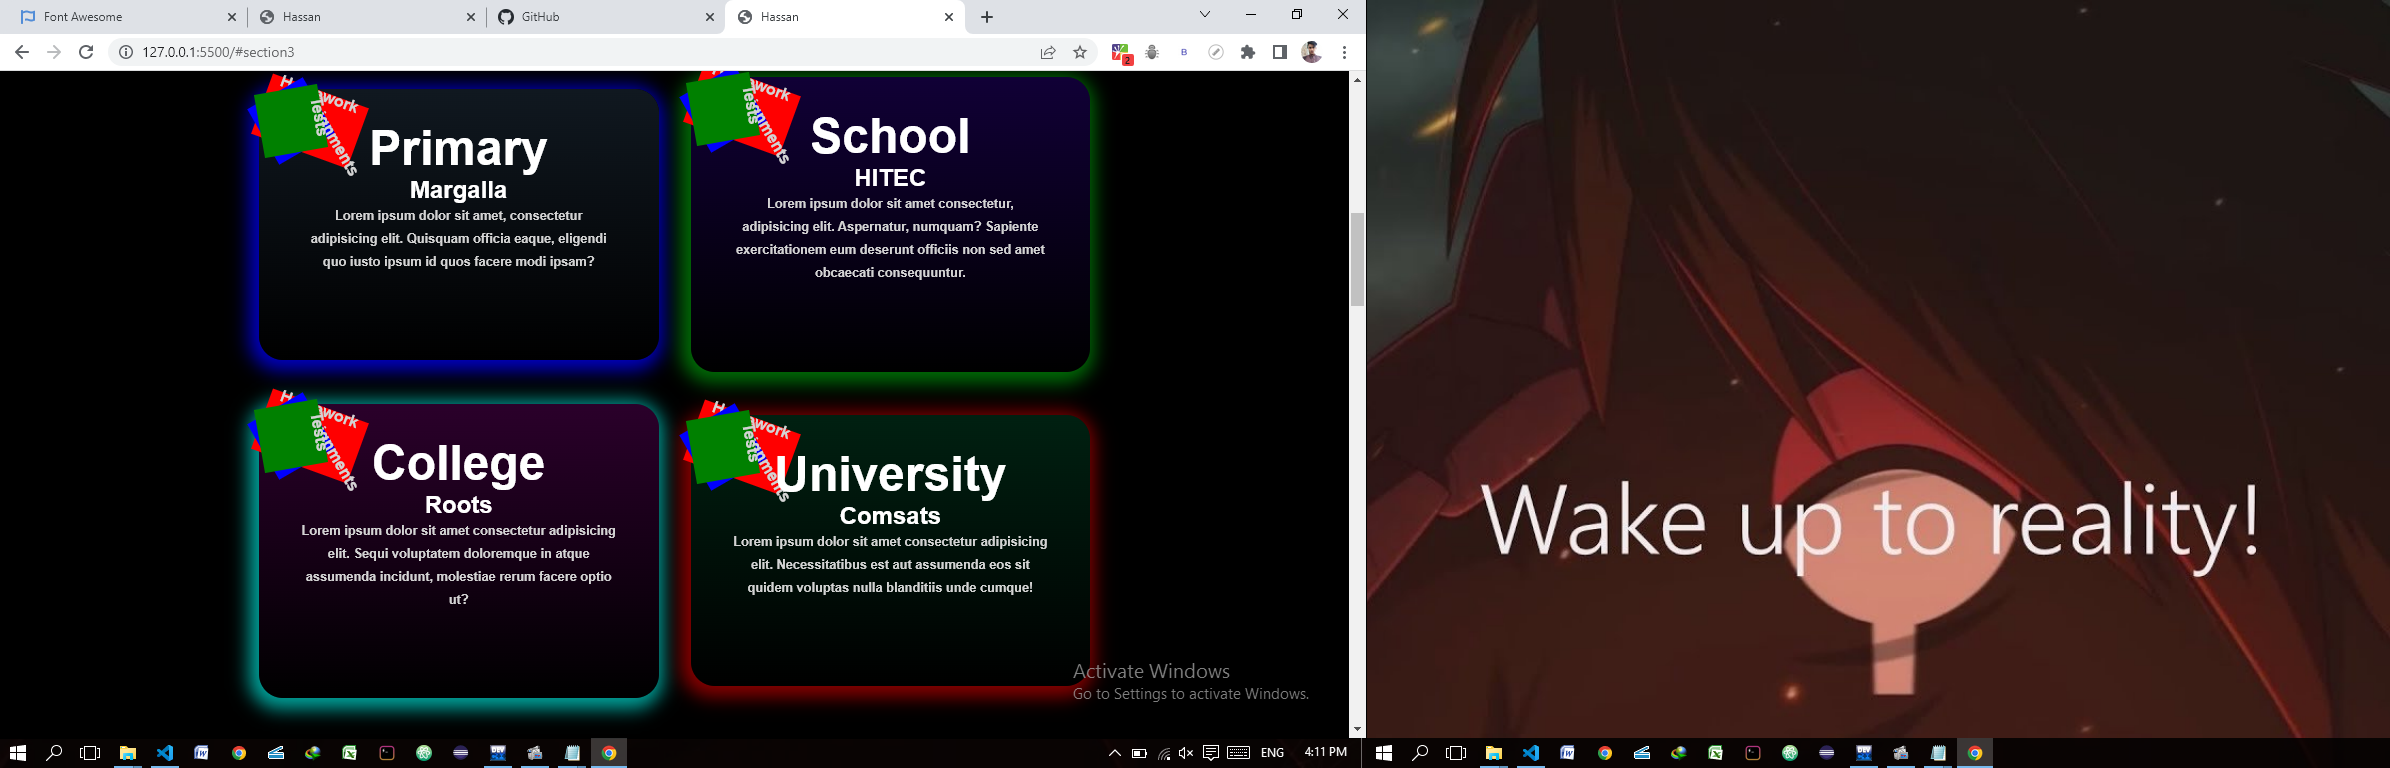 Font Awesome
Hassan
GitHub
Hassan
127.0.0.1:5500/#section3
2
B
H work
nments
Tests
Primary
Margalla
Lorem ipsum dolor sit amet, consectetur
adipisicing elit. Quisquam officia eaque, eligendi
quo iusto ipsum id quos facere modi ipsam?
H work
nments
Tests
School
HITEC
Lorem ipsum dolor sit amet consectetur,
adipisicing elit. Aspernatur, numquam? Sapiente
exercitationem eum deserunt officiis non sed amet
obcaecati consequuntur.
H work
nments
Tests
College
Roots
Lorem ipsum dolor sit amet consectetur adipisicing
elit. Sequi voluptatem doloremque in atque
assumenda incidunt, molestiae rerum facere optio
ut?
H work
nments
Tests
University
Comsats
Lorem ipsum dolor sit amet consectetur adipisicing
elit. Necessitatibus est aut assumenda eos sit
quidem voluptas nulla blanditiis unde cumque!
Activate Windows
Go to Settings to activate Windows.
Wake up to reality!
ENG
4:11 PM